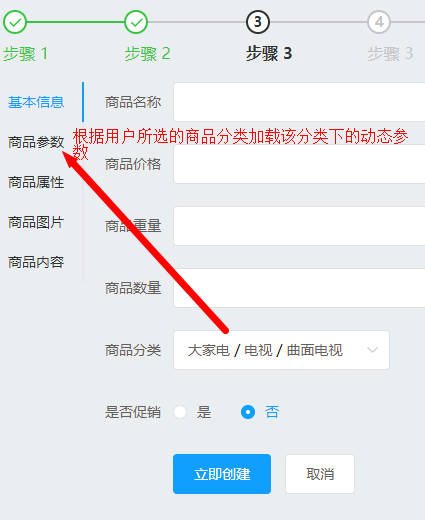 3 4
步骤 1 步骤 2 步骤 3 步骤 3
基本信息 商品名称
商品参数 根据用户所选的商品分类加载该分类下的动态参
数
商品价格
商品属性
商品图片 商品重量
商品内容
商品数量
商品分类 大家电 / 电视 / 曲面电视
是否促销 是 否
立即创建 取消